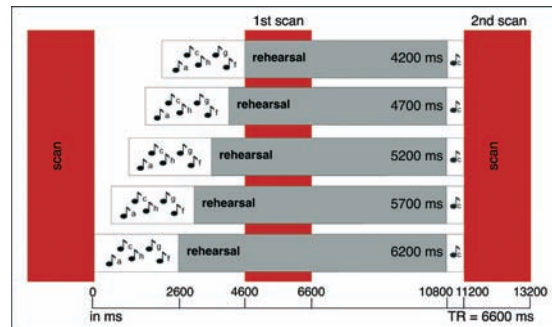 1st scan 2nd scan
a c h g f rehearsal 4200 ms c
a c h g f rehearsal 4700 ms c
scan a c h g f rehearsal 5200 ms c scan
a c h g f rehearsal 5700 ms c
a c h g f rehearsal 6200 ms c
0 2600 4600 6600 10800 11200 13200
in ms TR = 6600 ms